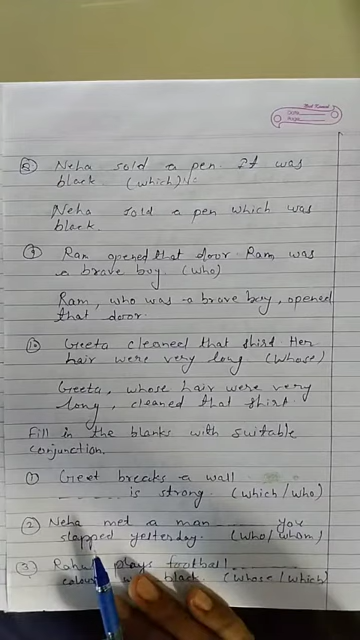 ⑧ Neha sold a pen. It was
black. (which)
Neha sold a pen which was
black.
⑨ Ram opened that door. Ram was
a brave boy. (who)
Ram, who was a brave boy, opened
that door.
⑩ Geeta cleaned that shirt. Her
hair were very long (whose)
Geeta, whose hair were very
long, cleaned that shirt.
Fill in the blanks with suitable
conjunction.
① Geet breaks a wall
______ is strong. (which/who)
② Neha met a man ______ you
slapped yesterday. (who/whom)
③ plays football
black. (whose/which)